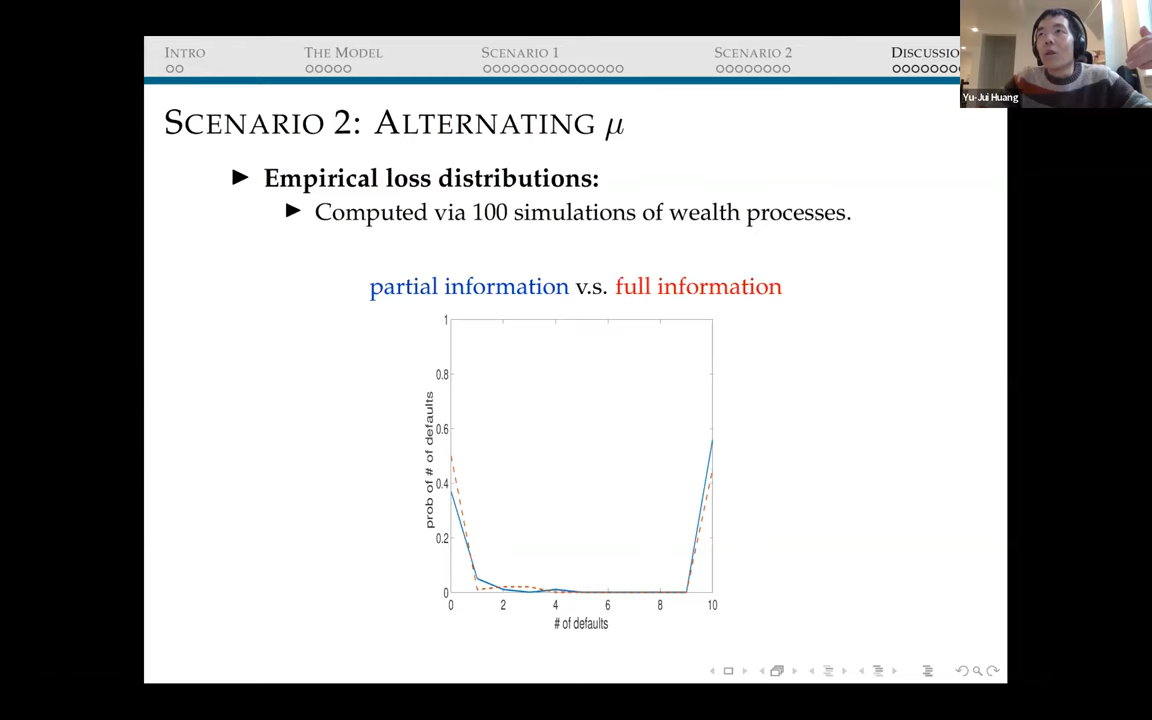 INTRO THE MODEL SCENARIO 1 SCENARIO 2 DISCUSSIO
Yu-Jui Huang
SCENARIO 2: ALTERNATING μ
Empirical loss distributions:
Computed via 100 simulations of wealth processes.
partial information v.s. full information
1
0.8
0.6
0.4
0.2
0
prob of # of defaults
0 2 4 6 8 10
# of defaults